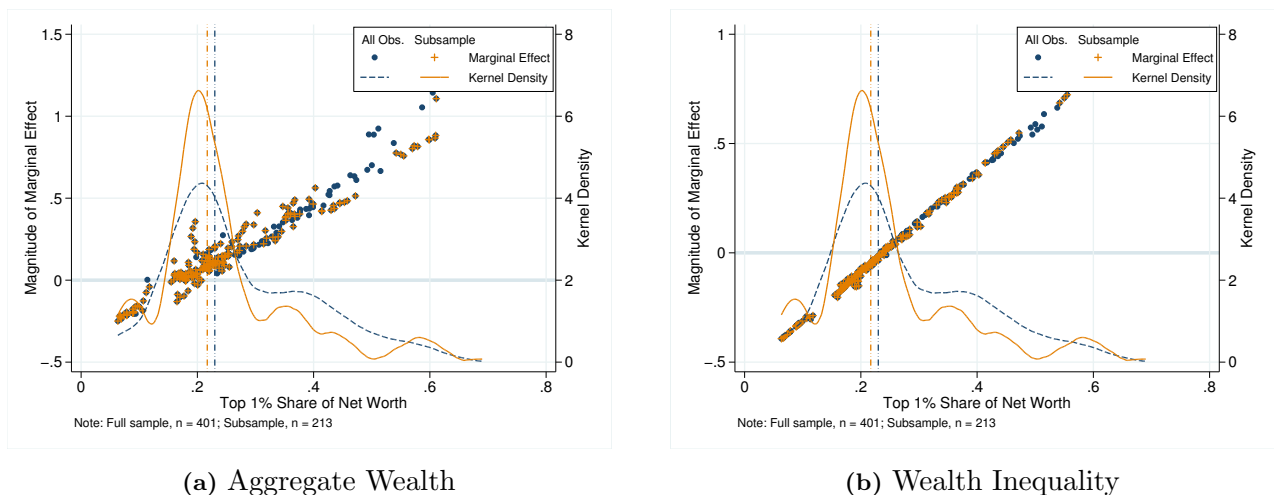 1.5
1
.5
0
-.5
Magnitude of Marginal Effect
8
6
4
2
0
Kernel Density
All Obs. Subsample
Marginal Effect
Kernel Density
0 .2 .4 .6 .8
Top 1% Share of Net Worth
Note: Full sample, n = 401; Subsample, n = 213
(a) Aggregate Wealth
1
.5
0
-.5
Magnitude of Marginal Effect
8
6
4
2
0
Kernel Density
All Obs. Subsample
Marginal Effect
Kernel Density
0 .2 .4 .6 .8
Top 1% Share of Net Worth
Note: Full sample, n = 401; Subsample, n = 213
(b) Wealth Inequality